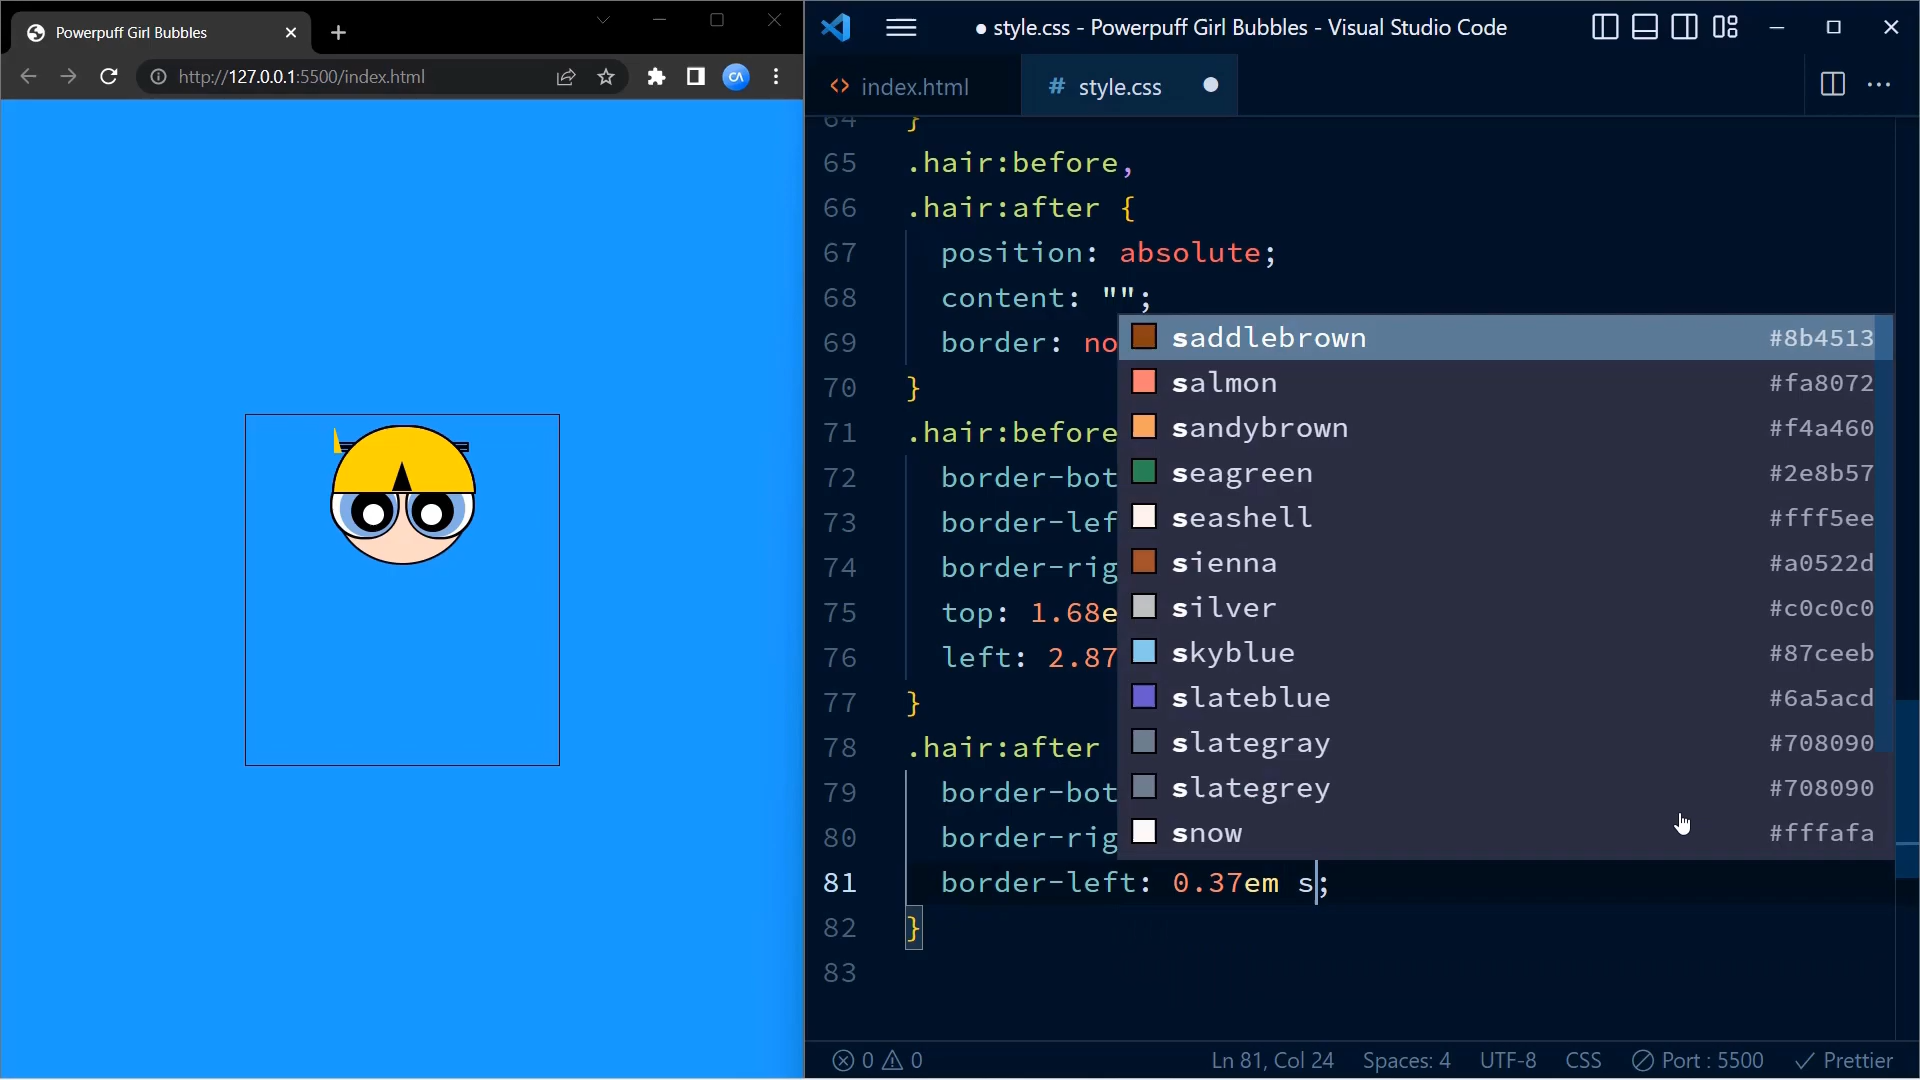 Powerpuff Girl Bubbles
http://127.0.0.1:5500/index.html
CA
● style.css - Powerpuff Girl Bubbles - Visual Studio Code
<> index.html
# style.css
64 }
65 .hair:before,
66 .hair:after {
67 position: absolute;
68 content: "";
69 border: no
70 }
71 .hair:before
72 border-bot
73 border-lef
74 border-rig
75 top: 1.68e
76 left: 2.87
77 }
78 .hair:after
79 border-bot
80 border-rig
81 border-left: 0.37em s;
82 }
83
saddlebrown #8b4513
salmon #fa8072
sandybrown #f4a460
seagreen #2e8b57
seashell #fff5ee
sienna #a0522d
silver #c0c0c0
skyblue #87ceeb
slateblue #6a5acd
slategray #708090
slategrey #708090
snow #fffafa
0 0 Ln 81, Col 24 Spaces: 4 UTF-8 CSS Port : 5500 Prettier